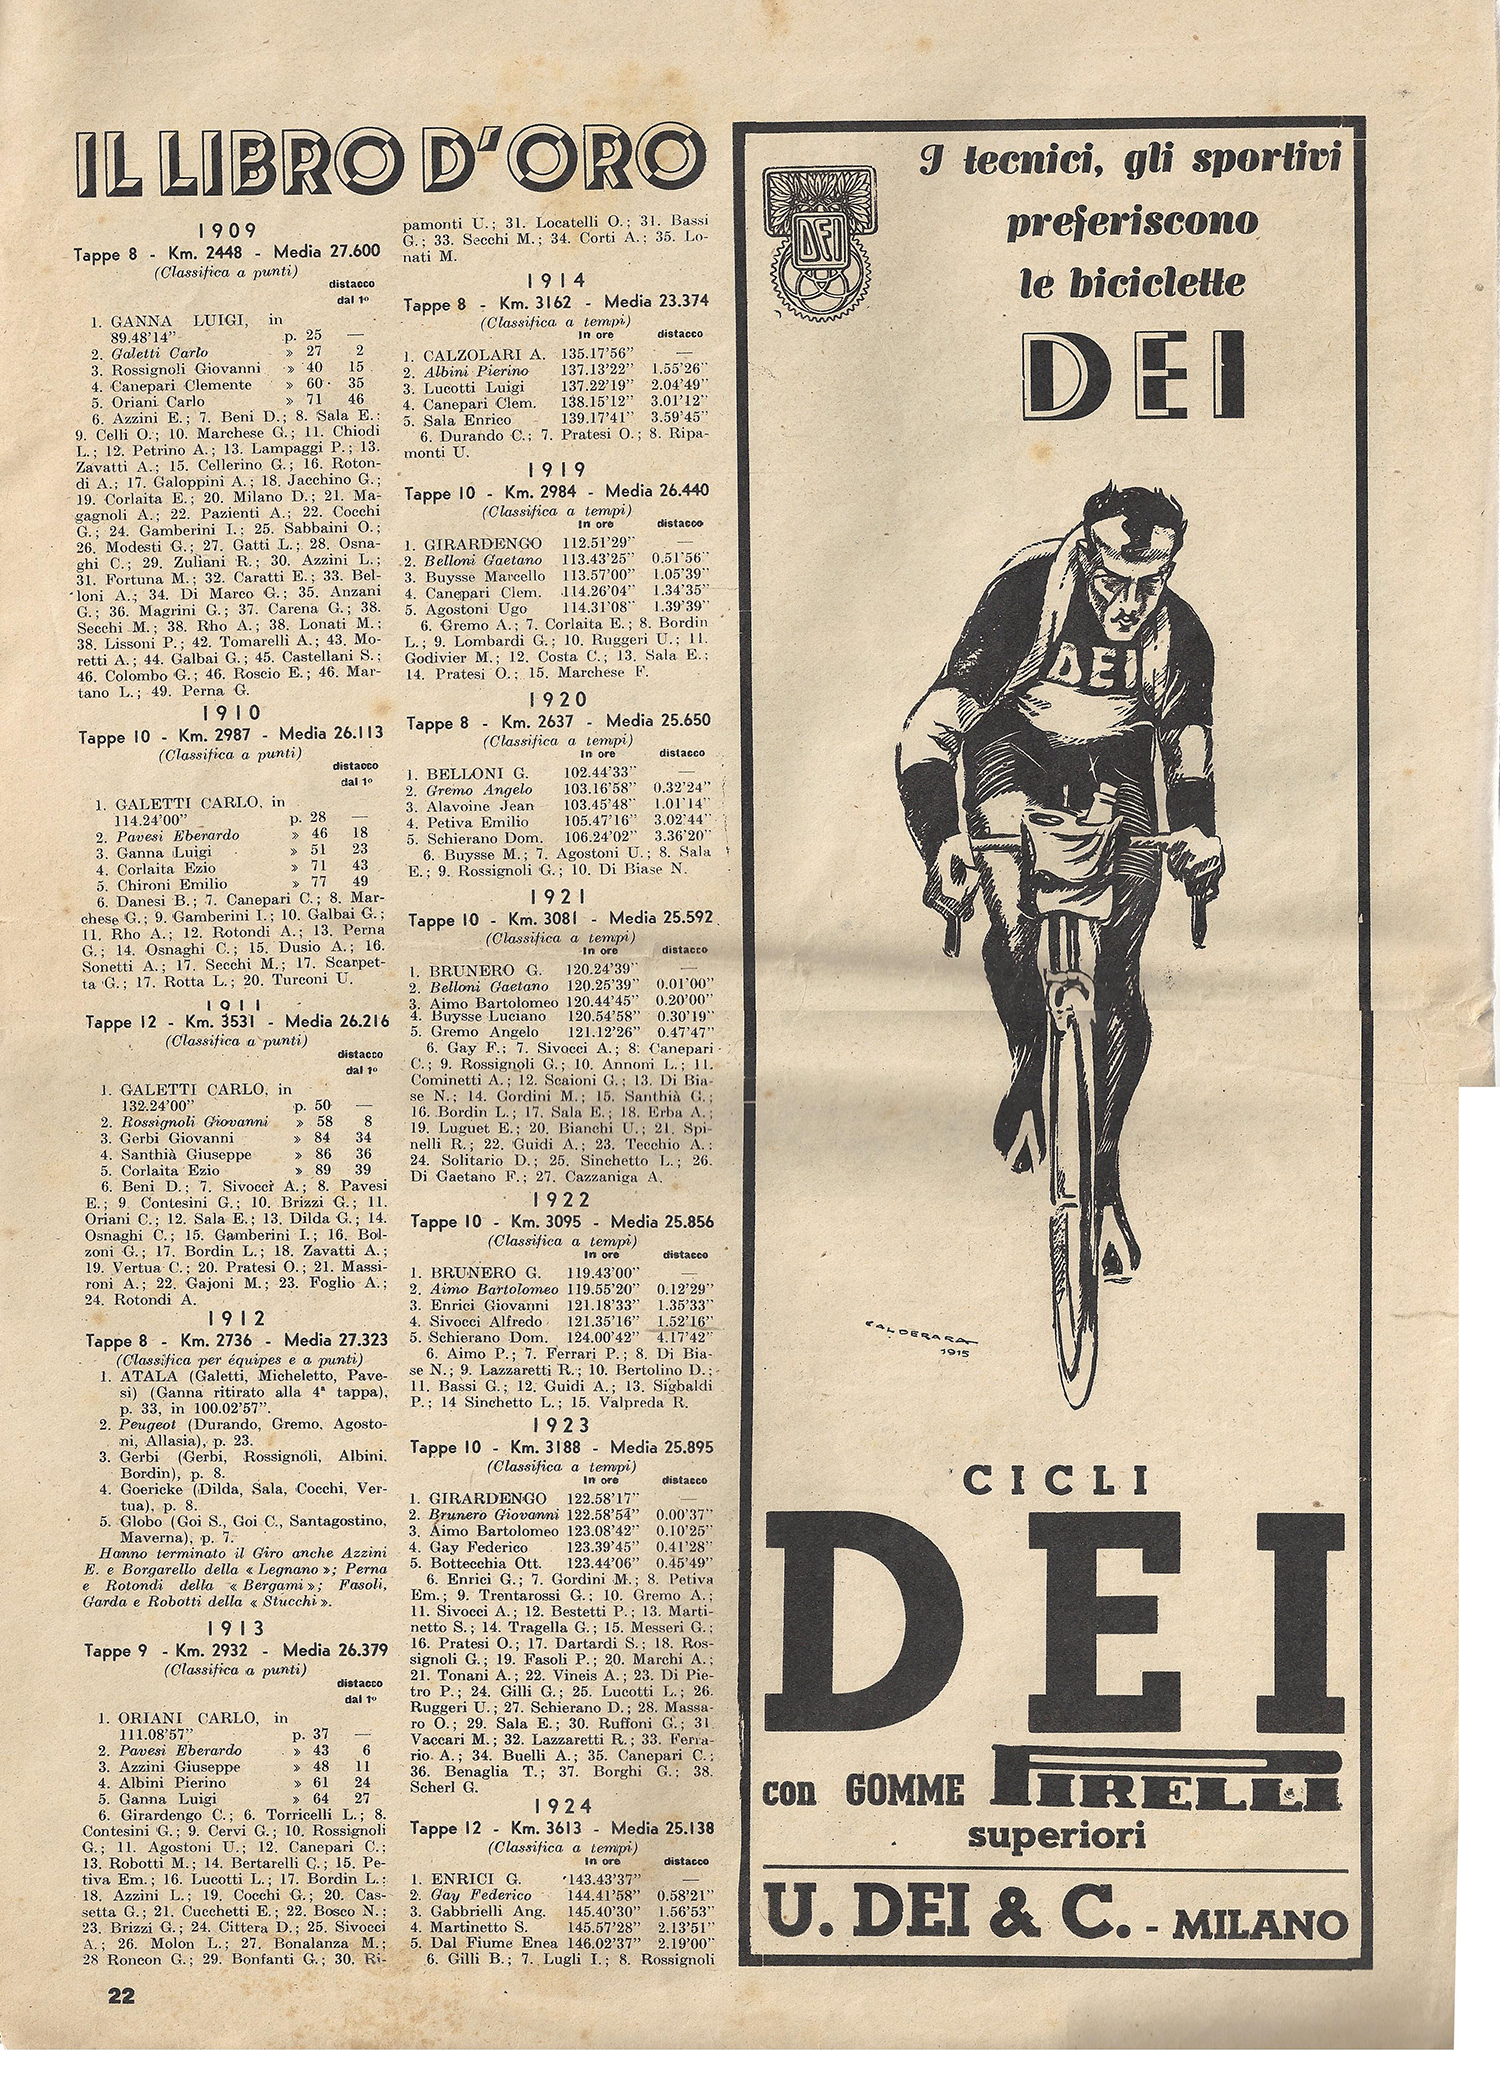 IL LIBRO D'ORO
1909
Tappe 8 - Km. 2448 - Media 27.600
(Classifica a punti)
distacco
dal 1º
1. GANNA LUIGI, in
89.48'14" p. 25 —
2. Galetti Carlo » 27 2
3. Rossignoli Giovanni » 40 15
4. Canepari Clemente » 60 35
5. Oriani Carlo » 71 46
6. Azzini E.; 7. Beni D.; 8. Sala E.;
9. Celli O.; 10. Marchese G.; 11. Chiodi
L.; 12. Petrino A.; 13. Lampaggi P.; 13.
Zavatti A.; 15. Cellerino G.; 16. Roton-
di A.; 17. Galoppini A.; 18. Jacchino G.;
19. Corlaita E.; 20. Milano D.; 21. Ma-
gagnoli A.; 22. Pazienti A.; 22. Cocchi
G.; 24. Gamberini I.; 25. Sabbaini O.;
26. Modesti G.; 27. Gatti L.; 28. Osna-
ghi C.; 29. Zuliani R.; 30. Azzini L.;
31. Fortuna M.; 32. Caratti E.; 33. Bel-
loni A.; 34. Di Marco G.; 35. Anzani
G.; 36. Magrini G.; 37. Carena G.; 38.
Secchi M.; 38. Rho A.; 38. Lonati M.;
38. Lissoni P.; 42. Tomarelli A.; 43. Mo-
retti A.; 44. Galbai G.; 45. Castellani S.;
46. Colombo G.; 46. Roscio E.; 46. Mar-
tano L.; 49. Perna G.
1910
Tappe 10 - Km. 2987 - Media 26.113
(Classifica a punti)
distacco
dal 1º
1. GALETTI CARLO, in
114.24'00" p. 28 —
2. Pavesi Eberardo » 46 18
3. Ganna Luigi » 51 23
4. Corlaita Ezio » 71 43
5. Chironi Emilio » 77 49
6. Danesi B.; 7. Canepari C.; 8. Mar-
chese G.; 9. Gamberini I.; 10. Galbai G.;
11. Rho A.; 12. Rotondi A.; 13. Perna
G.; 14. Osnaghi C.; 15. Dusio A.; 16.
Sonetti A.; 17. Secchi M.; 17. Scarpet-
ta G.; 17. Rotta L.; 20. Turconi U.
1911
Tappe 12 - Km. 3531 - Media 26.216
(Classifica a punti)
distacco
dal 1º
1. GALETTI CARLO, in
132.24'00" p. 50 —
2. Rossignoli Giovanni » 58 8
3. Gerbi Giovanni » 84 34
4. Santhià Giuseppe » 86 36
5. Corlaita Ezio » 89 39
6. Beni D.; 7. Sivocci A.; 8. Pavesi
E.; 9. Contesini G.; 10. Brizzi G.; 11.
Oriani C.; 12. Sala E.; 13. Dilda G.; 14.
Osnaghi C.; 15. Gamberini I.; 16. Bol-
zoni G.; 17. Bordin L.; 18. Zavatti A.;
19. Vertua C.; 20. Pratesi O.; 21. Massi-
roni A.; 22. Gajoni M.; 23. Foglio A.;
24. Rotondi A.
1912
Tappe 8 - Km. 2736 - Media 27.323
(Classifica per équipes e a punti)
1. ATALA (Galetti, Micheletto, Pave-
si) (Ganna ritirato alla 4ª tappa),
p. 33, in 100.02'57".
2. Peugeot (Durando, Gremo, Agosto-
ni, Allasia), p. 23.
3. Gerbi (Gerbi, Rossignoli, Albini,
Bordin), p. 8.
4. Goericke (Dilda, Sala, Cocchi, Ver-
tua), p. 8.
5. Globo (Goi S., Goi C., Santagostino,
Maverna), p. 7.
Hanno terminato il Giro anche Azzini
E. e Borgarello della « Legnano »; Perna
e Rotondi della « Bergami »; Fasoli,
Garda e Robotti della « Stucchi ».
1913
Tappe 9 - Km. 2932 - Media 26.379
(Classifica a punti)
distacco
dal 1º
1. ORIANI CARLO, in
111.08'57" p. 37 —
2. Pavesi Eberardo » 43 6
3. Azzini Giuseppe » 48 11
4. Albini Pierino » 61 24
5. Ganna Luigi » 64 27
6. Girardengo C.; 6. Torricelli L.; 8.
Contesini G.; 9. Cervi G.; 10. Rossignoli
G.; 11. Agostoni U.; 12. Canepari C.;
13. Robotti M.; 14. Bertarelli C.; 15. Pe-
tiva Em.; 16. Lucotti L.; 17. Bordin L.;
18. Azzini L.; 19. Cocchi G.; 20. Cas-
setta G.; 21. Cucchetti E.; 22. Bosco N.;
23. Brizzi G.; 24. Cittera D.; 25. Sivocci
A.; 26. Molon L.; 27. Bonalanza M.;
28 Roncon G.; 29. Bonfanti G.; 30. Ri-
22
pamonti U.; 31. Locatelli O.; 31. Bassi
G.; 33. Secchi M.; 34. Corti A.; 35. Lo-
nati M.
1914
Tappe 8 - Km. 3162 - Media 23.374
(Classifica a tempi)
In ore distacco
1. CALZOLARI A. 135.17'56" —
2. Albini Pierino 137.13'22" 1.55'26"
3. Lucotti Luigi 137.22'19" 2.04'49"
4. Canepari Clem. 138.15'12" 3.01'12"
5. Sala Enrico 139.17'41" 3.59'45"
6. Durando C.; 7. Pratesi O.; 8. Ripa-
monti U.
1919
Tappe 10 - Km. 2984 - Media 26.440
(Classifica a tempi)
In ore distacco
1. GIRARDENGO 112.51'29" —
2. Belloni Gaetano 113.43'25" 0.51'56"
3. Buysse Marcello 113.57'00" 1.05'39"
4. Canepari Clem. 114.26'04" 1.34'35"
5. Agostoni Ugo 114.31'08" 1.39'39"
6. Gremo A.; 7. Corlaita E.; 8. Bordin
L.; 9. Lombardi G.; 10. Ruggeri U.; 11.
Godivier M.; 12. Costa C.; 13. Sala E.;
14. Pratesi O.; 15. Marchese F.
1920
Tappe 8 - Km. 2637 - Media 25.650
(Classifica a tempi)
In ore distacco
1. BELLONI G. 102.44'33" —
2. Gremo Angelo 103.16'58" 0.32'24"
3. Alavoine Jean 103.45'48" 1.01'14"
4. Petiva Emilio 105.47'16" 3.02'44"
5. Schierano Dom. 106.24'02" 3.36'20"
6. Buysse M.; 7. Agostoni U.; 8. Sala
E.; 9. Rossignoli G.; 10. Di Biase N.
1921
Tappe 10 - Km. 3081 - Media 25.592
(Classifica a tempi)
In ore distacco
1. BRUNERO G. 120.24'39" —
2. Belloni Gaetano 120.25'39" 0.01'00"
3. Aimo Bartolomeo 120.44'45" 0.20'00"
4. Buysse Luciano 120.54'58" 0.30'19"
5. Gremo Angelo 121.12'26" 0.47'47"
6. Gay F.; 7. Sivocci A.; 8. Canepari
C.; 9. Rossignoli G.; 10. Annoni L.; 11.
Cominetti A.; 12. Scaioni G.; 13. Di Bia-
se N.; 14. Gordini M.; 15. Santhià G.;
16. Bordin L.; 17. Sala E.; 18. Erba A.;
19. Luguet E.; 20. Bianchi U.; 21. Spi-
nelli R.; 22. Guidi A.; 23. Tecchio A.;
24. Solitario D.; 25. Sinchetto L.; 26.
Di Gaetano F.; 27. Cazzaniga A.
1922
Tappe 10 - Km. 3095 - Media 25.856
(Classifica a tempi)
In ore distacco
1. BRUNERO G. 119.43'00" —
2. Aimo Bartolomeo 119.55'20" 0.12'29"
3. Enrici Giovanni 121.18'33" 1.35'33"
4. Sivocci Alfredo 121.35'16" 1.52'16"
5. Schierano Dom. 124.00'42" 4.17'42"
6. Aimo P.; 7. Ferrari P.; 8. Di Bia-
se N.; 9. Lazzaretti R.; 10. Bertolino D.;
11. Bassi G.; 12. Guidi A.; 13. Sigbaldi
P.; 14 Sinchetto L.; 15. Valpreda R.
1923
Tappe 10 - Km. 3188 - Media 25.895
(Classifica a tempi)
In ore distacco
1. GIRARDENGO 122.58'17" —
2. Brunero Giovanni 122.58'54" 0.00'37"
3. Aimo Bartolomeo 123.08'42" 0.10'25"
4. Gay Federico 123.39'45" 0.41'28"
5. Bottecchia Ott. 123.44'06" 0.45'49"
6. Enrici G.; 7. Gordini M.; 8. Petiva
Em.; 9. Trentarossi G.; 10. Gremo A.;
11. Sivocci A.; 12. Bestetti P.; 13. Marti-
netto S.; 14. Tragella G.; 15. Messeri G.;
16. Pratesi O.; 17. Dartardi S.; 18. Ros-
signoli G.; 19. Fasoli P.; 20. Marchi A.;
21. Tonani A.; 22. Vineis A.; 23. Di Pie-
tro P.; 24. Gilli G.; 25. Lucotti L.; 26.
Ruggeri U.; 27. Schierano D.; 28. Massa-
ro O.; 29. Sala E.; 30. Ruffoni G.; 31.
Vaccari M.; 32. Lazzaretti R.; 33. Ferra-
rio A.; 34. Buelli A.; 35. Canepari C.;
36. Benaglia T.; 37. Borghi G.; 38.
Scherl G.
1924
Tappe 12 - Km. 3613 - Media 25.138
(Classifica a tempi)
In ore distacco
1. ENRICI G. 143.43'37" —
2. Gay Federico 144.41'58" 0.58'21"
3. Gabbrielli Ang. 145.40'30" 1.56'53"
4. Martinetto S. 145.57'28" 2.13'51"
5. Dal Fiume Enea 146.02'37" 2.19'00"
6. Gilli B.; 7. Lugli I.; 8. Rossignoli
I tecnici, gli sportivi
preferiscono
le biciclette
DEI
DEI
DEI
CALDERARA
1915
CICLI
DEI
con GOMME PIRELLI
superiori
U. DEI & C. - MILANO